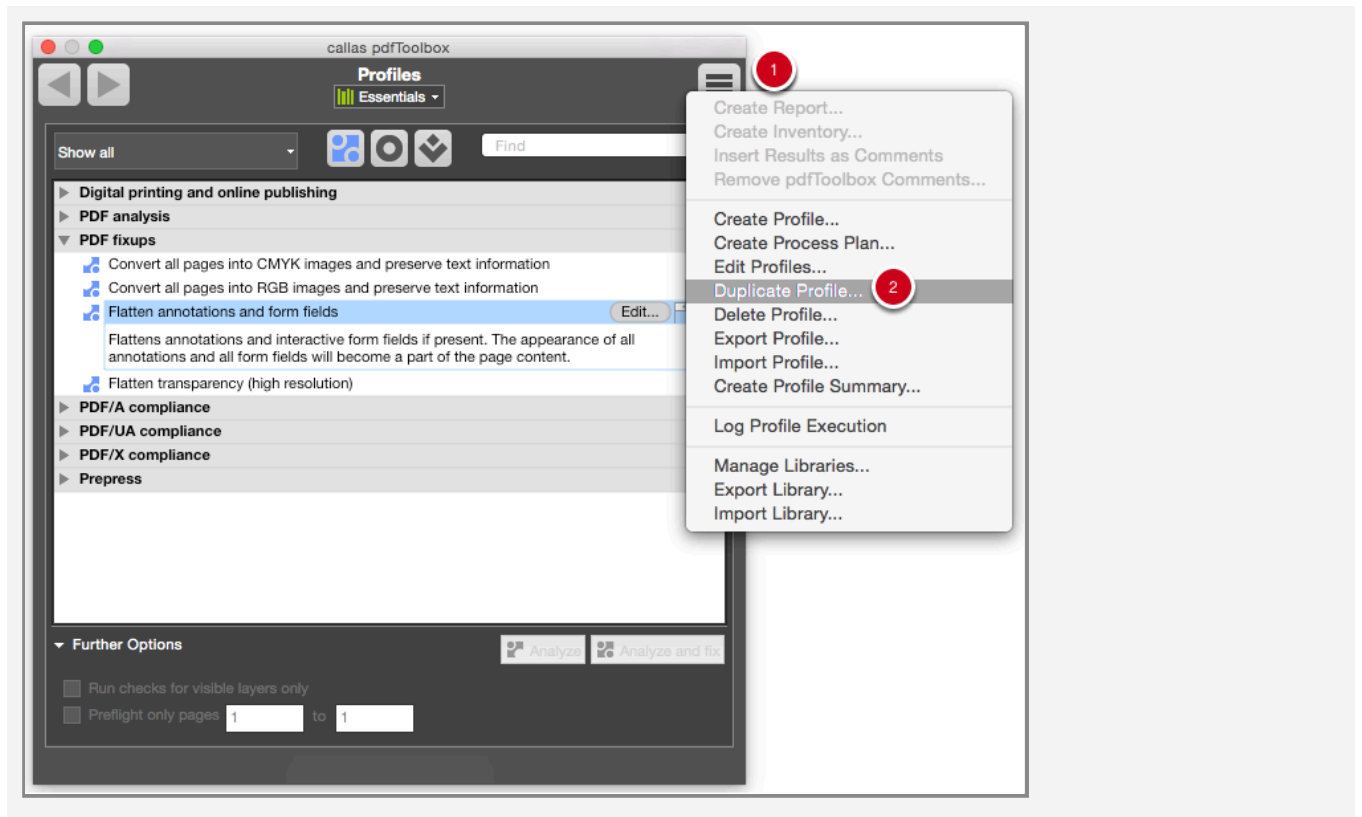 callas pdfToolbox
Profiles
Essentials
Show all
Find
Digital printing and online publishing
PDF analysis
PDF fixups
Convert all pages into CMYK images and preserve text information
Convert all pages into RGB images and preserve text information
Flatten annotations and form fields
Edit...
Flattens annotations and interactive form fields if present. The appearance of all
annotations and all form fields will become a part of the page content.
Flatten transparency (high resolution)
PDF/A compliance
PDF/UA compliance
PDF/X compliance
Prepress
Further Options
Analyze
Analyze and fix
Run checks for visible layers only
Preflight only pages 1 to 1
1
Create Report...
Create Inventory...
Insert Results as Comments
Remove pdfToolbox Comments...
Create Profile...
Create Process Plan...
Edit Profiles...
Duplicate Profile... 2
Delete Profile...
Export Profile...
Import Profile...
Create Profile Summary...
Log Profile Execution
Manage Libraries...
Export Library...
Import Library...